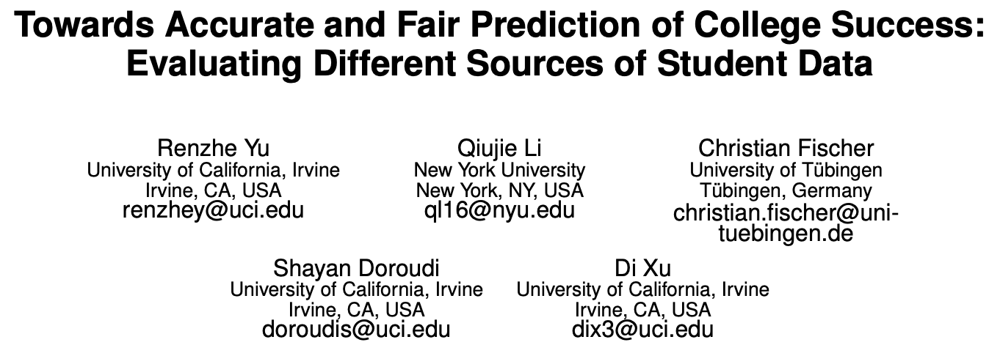 Towards Accurate and Fair Prediction of College Success:
Evaluating Different Sources of Student Data
Renzhe Yu
University of California, Irvine
Irvine, CA, USA
renzhey@uci.edu
Qiujie Li
New York University
New York, NY, USA
ql16@nyu.edu
Christian Fischer
University of Tübingen
Tübingen, Germany
christian.fischer@uni-
tuebingen.de
Shayan Doroudi
University of California, Irvine
Irvine, CA, USA
doroudis@uci.edu
Di Xu
University of California, Irvine
Irvine, CA, USA
dix3@uci.edu